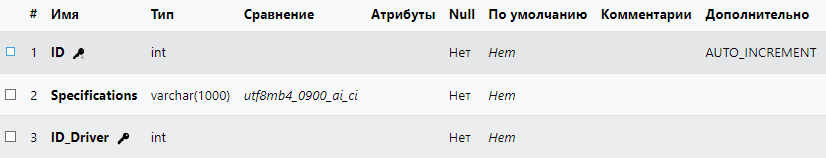 # Имя Тип Сравнение Атрибуты Null По умолчанию Комментарии Дополнительно
1 ID int Нет Нет AUTO_INCREMENT
2 Specifications varchar(1000) utf8mb4_0900_ai_ci Нет Нет
3 ID_Driver int Нет Нет